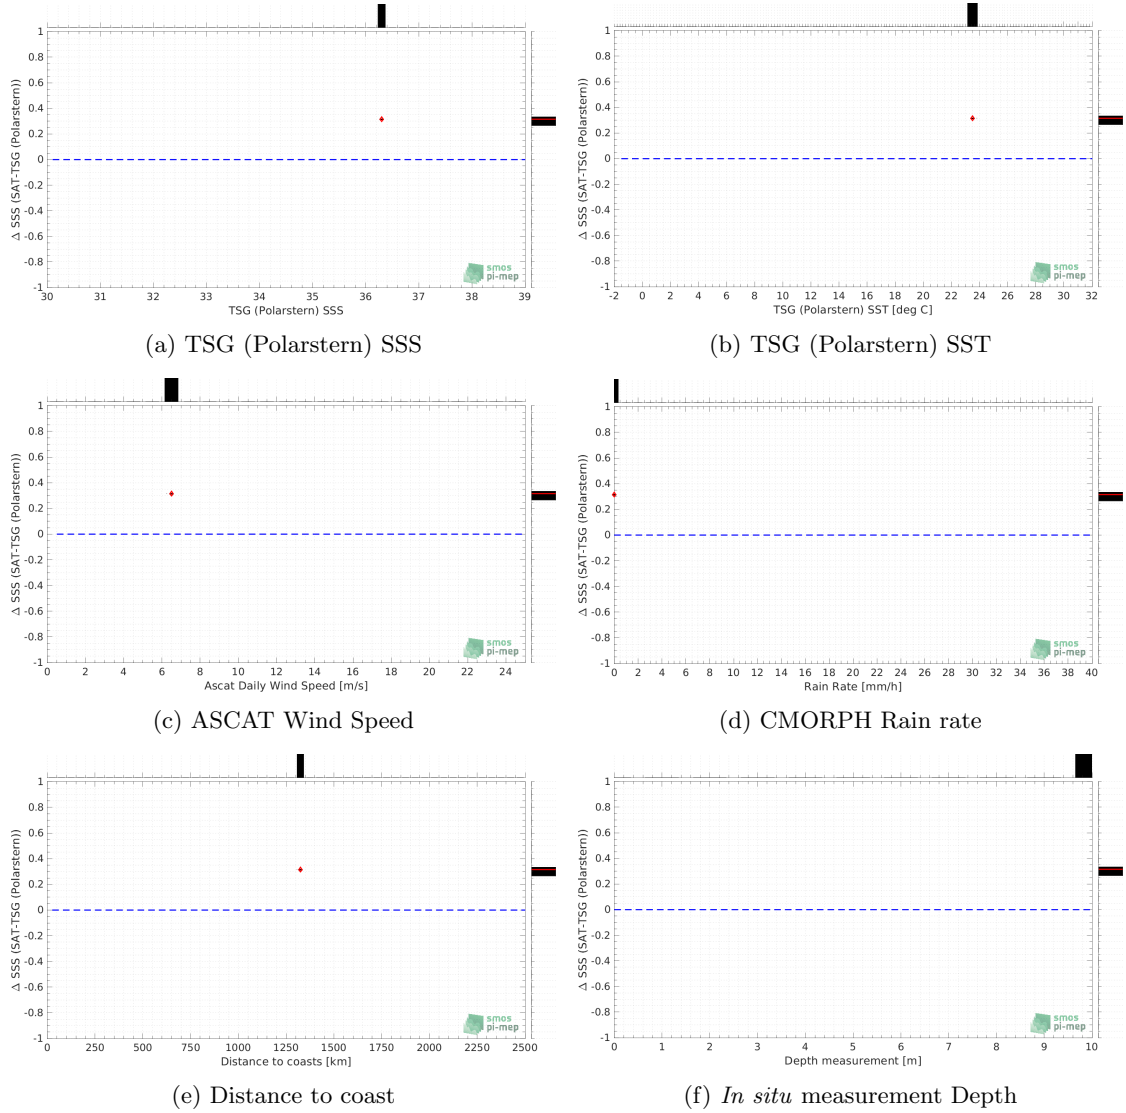 1
0.8
0.6
0.4
0.2
0
-0.2
-0.4
-0.6
-0.8
-1
Δ SSS (SAT-TSG (Polarstern))
smos
pi-mep
30 31 32 33 34 35 36 37 38 39
TSG (Polarstern) SSS
(a) TSG (Polarstern) SSS
1
0.8
0.6
0.4
0.2
0
-0.2
-0.4
-0.6
-0.8
-1
Δ SSS (SAT-TSG (Polarstern))
smos
pi-mep
-2 0 2 4 6 8 10 12 14 16 18 20 22 24 26 28 30 32
TSG (Polarstern) SST [deg C]
(b) TSG (Polarstern) SST
1
0.8
0.6
0.4
0.2
0
-0.2
-0.4
-0.6
-0.8
-1
Δ SSS (SAT-TSG (Polarstern))
smos
pi-mep
0 2 4 6 8 10 12 14 16 18 20 22 24
Ascat Daily Wind Speed [m/s]
(c) ASCAT Wind Speed
1
0.8
0.6
0.4
0.2
0
-0.2
-0.4
-0.6
-0.8
-1
Δ SSS (SAT-TSG (Polarstern))
smos
pi-mep
0 2 4 6 8 10 12 14 16 18 20 22 24 26 28 30 32 34 36 38 40
Rain Rate [mm/h]
(d) CMORPH Rain rate
1
0.8
0.6
0.4
0.2
0
-0.2
-0.4
-0.6
-0.8
-1
Δ SSS (SAT-TSG (Polarstern))
smos
pi-mep
0 250 500 750 1000 1250 1500 1750 2000 2250 2500
Distance to coasts [km]
(e) Distance to coast
1
0.8
0.6
0.4
0.2
0
-0.2
-0.4
-0.6
-0.8
-1
Δ SSS (SAT-TSG (Polarstern))
smos
pi-mep
0 1 2 3 4 5 6 7 8 9 10
Depth measurement [m]
(f) In situ measurement Depth